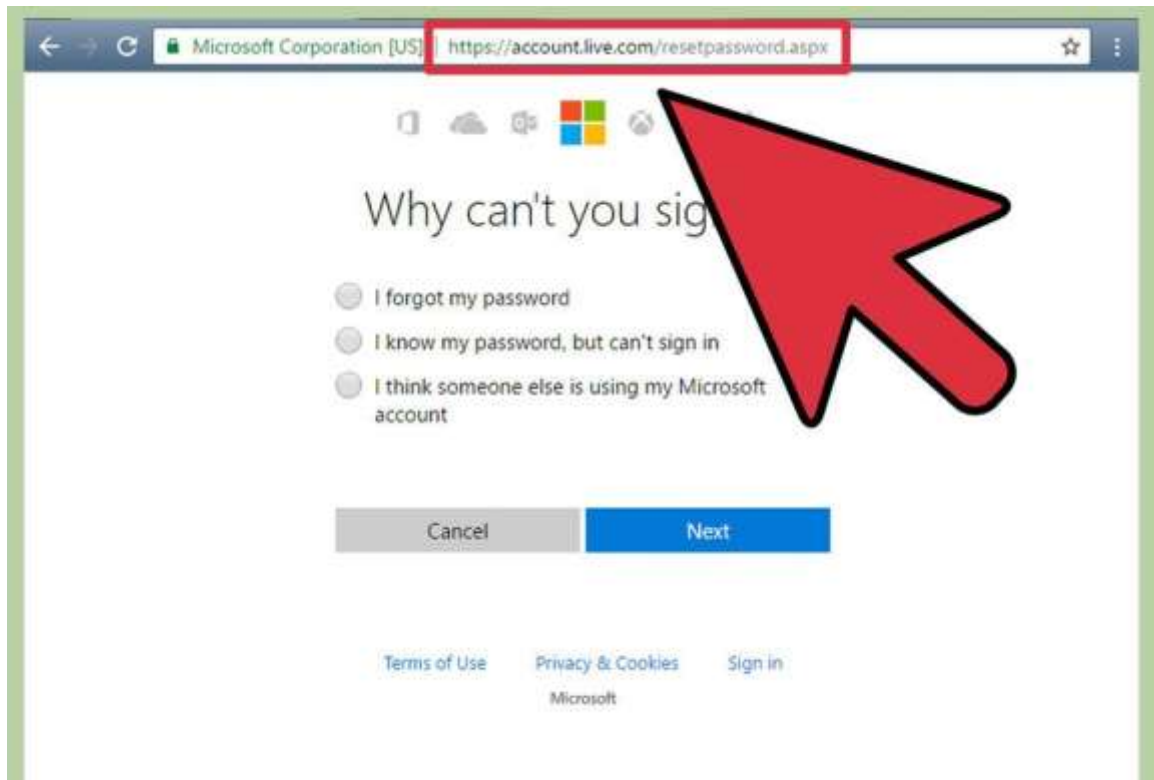 Microsoft Corporation [US] https://account.live.com/resetpassword.aspx
Why can't you sig
I forgot my password
I know my password, but can't sign in
I think someone else is using my Microsoft
account
Cancel Next
Terms of Use Privacy & Cookies Sign in
Microsoft